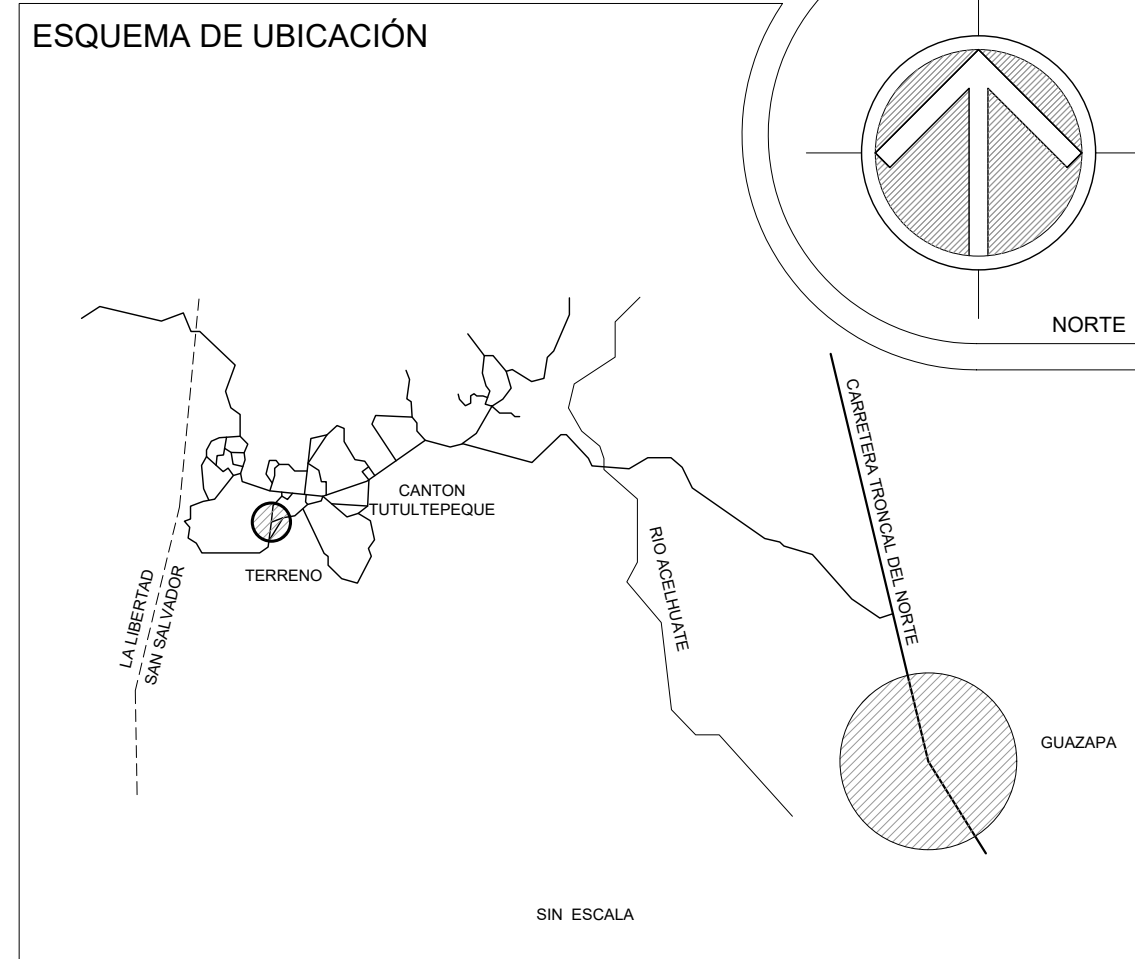 ESQUEMA DE UBICACIÓN
NORTE
CARRETERA TRONCAL DEL NORTE
CANTON
TUTULTEPEQUE
RIO ACELHUATE
TERRENO
LA LIBERTAD
SAN SALVADOR
GUAZAPA
SIN ESCALA